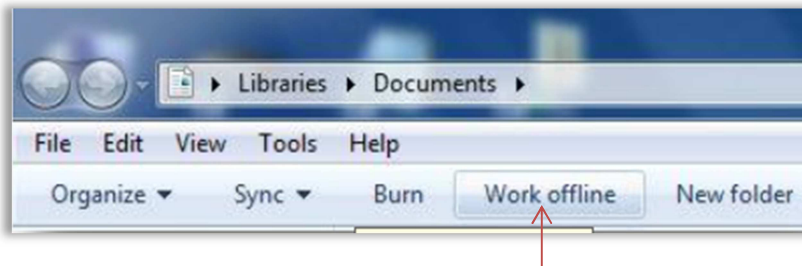 Libraries Documents
File Edit View Tools Help
Organize Sync Burn Work offline New folder